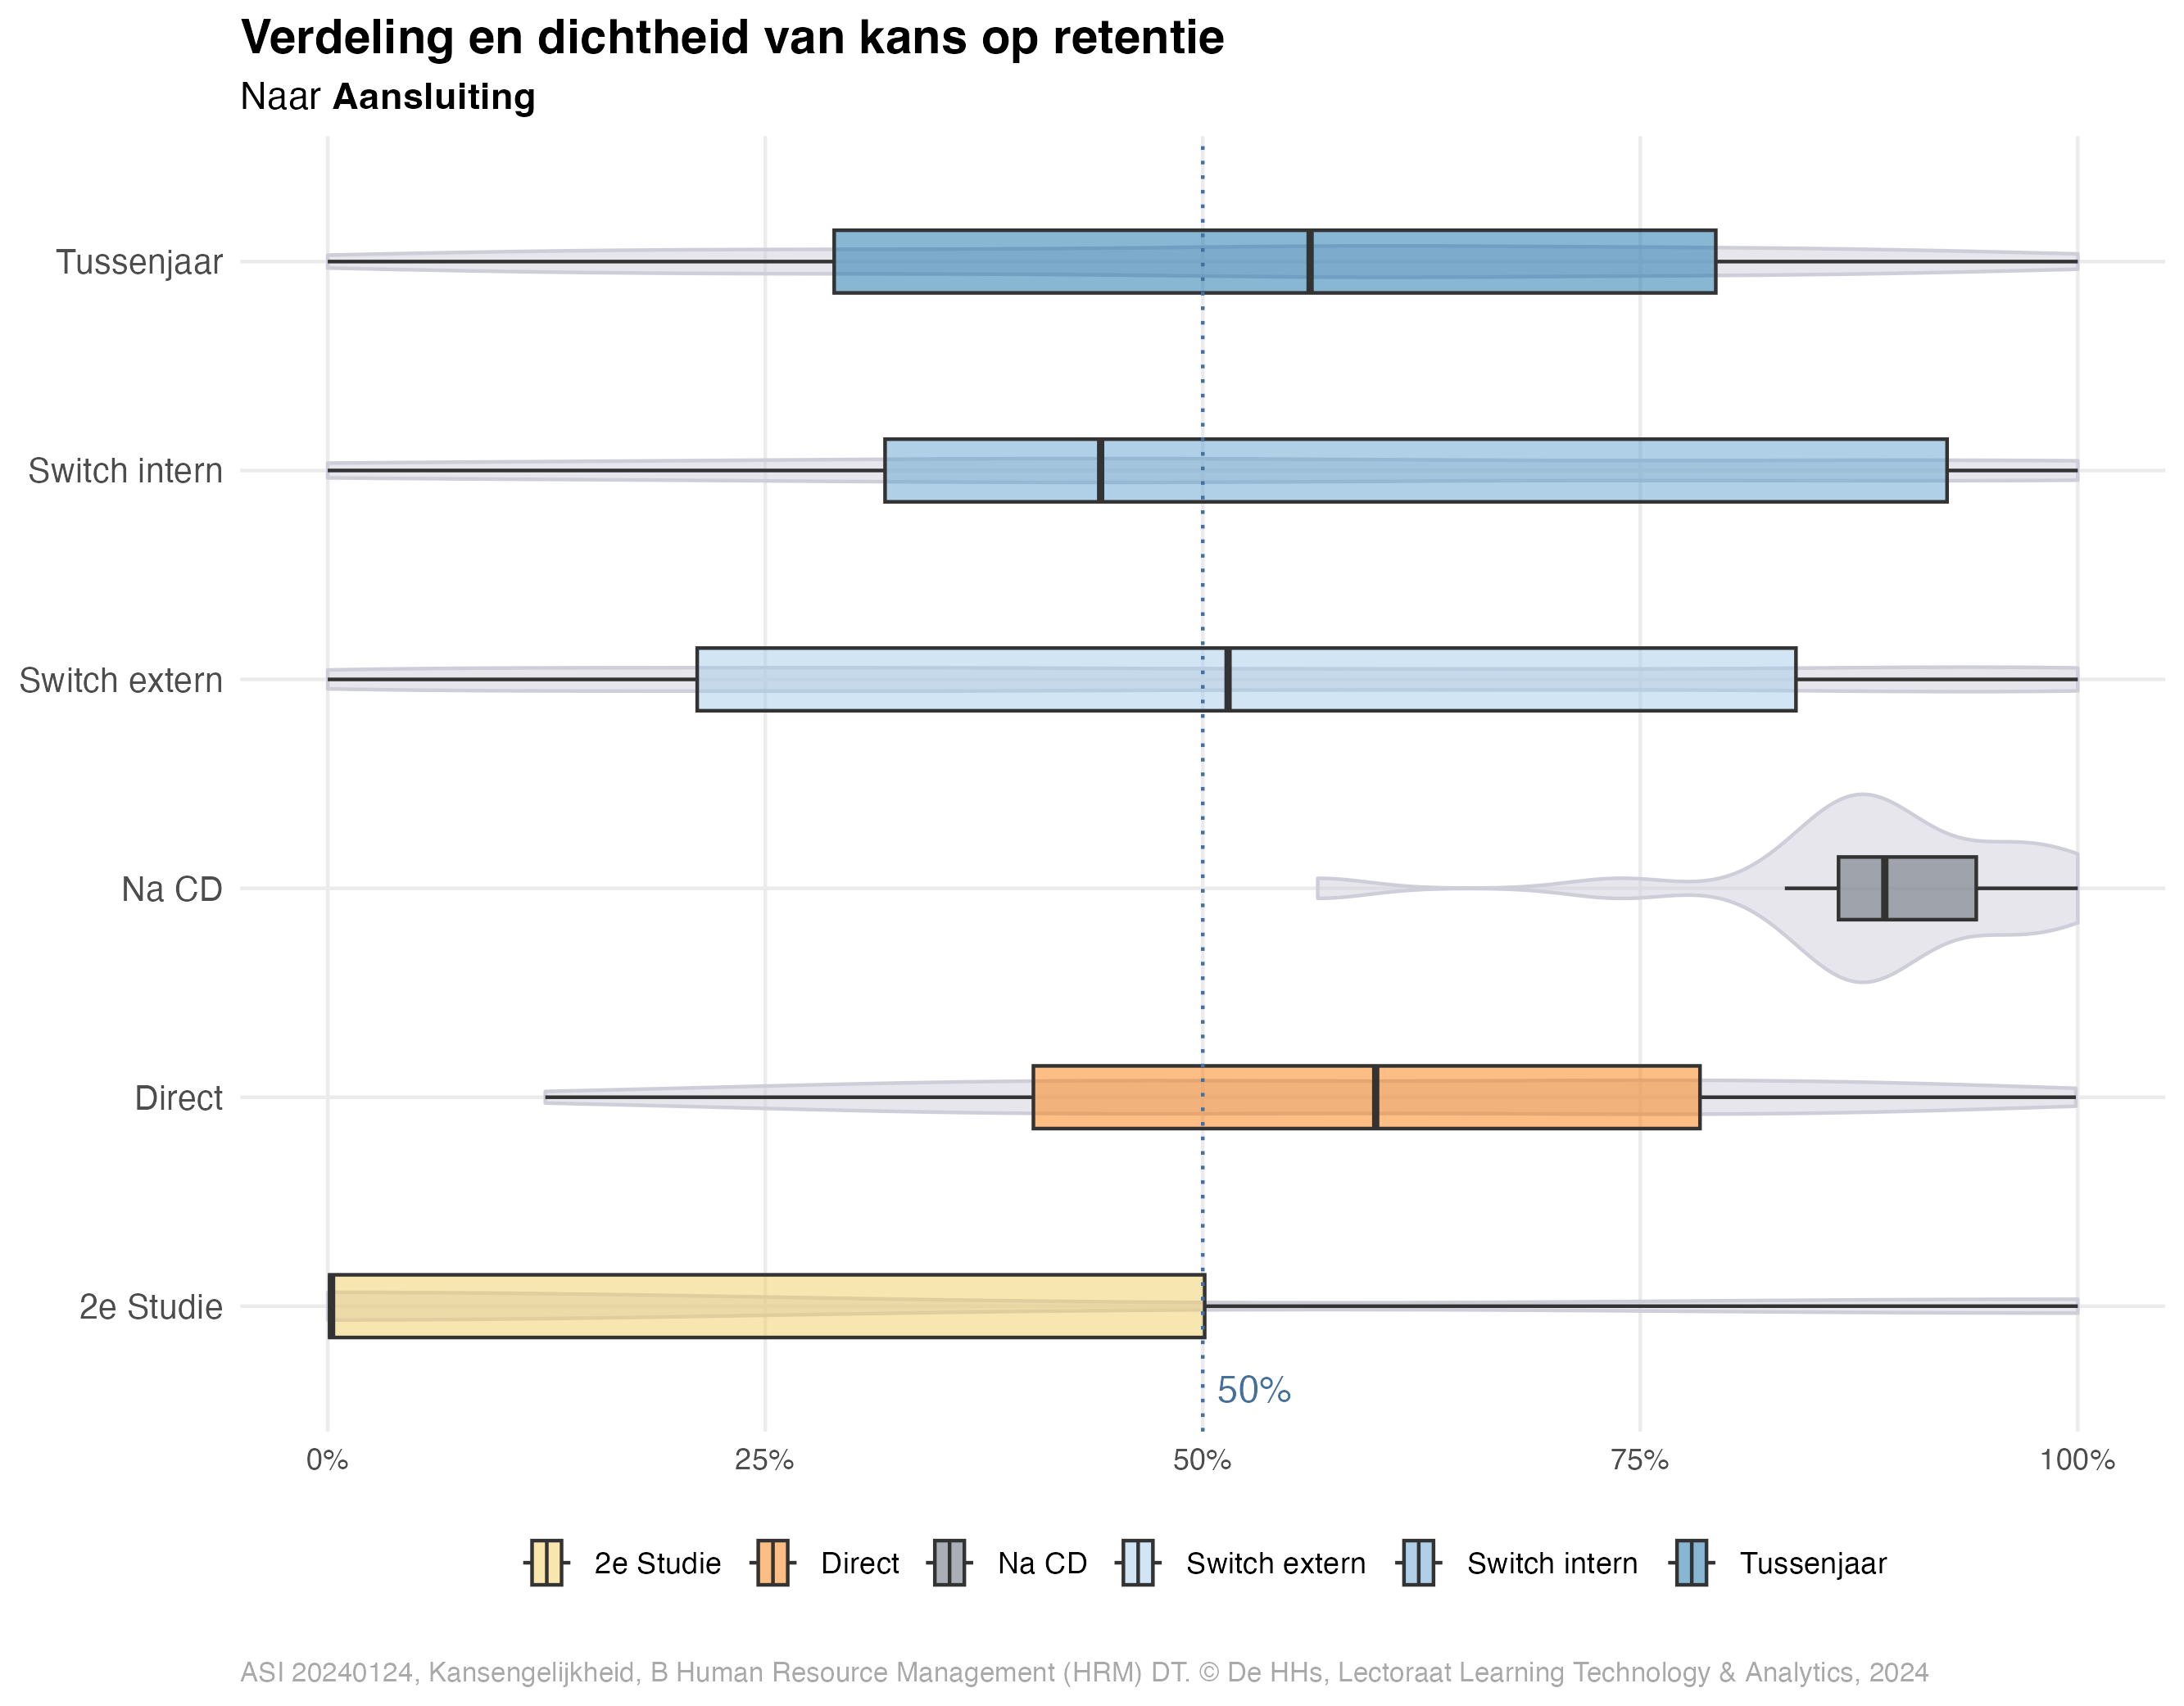 Verdeling en dichtheid van kans op retentie
Naar Aansluiting
Tussenjaar
Switch intern
Switch extern
Na CD
Direct
2e Studie
50%
0% 25% 50% 75% 100%
2e Studie Direct Na CD Switch extern Switch intern Tussenjaar
ASI 20240124, Kansengelijkheid, B Human Resource Management (HRM) DT. © De HHs, Lectoraat Learning Technology & Analytics, 2024